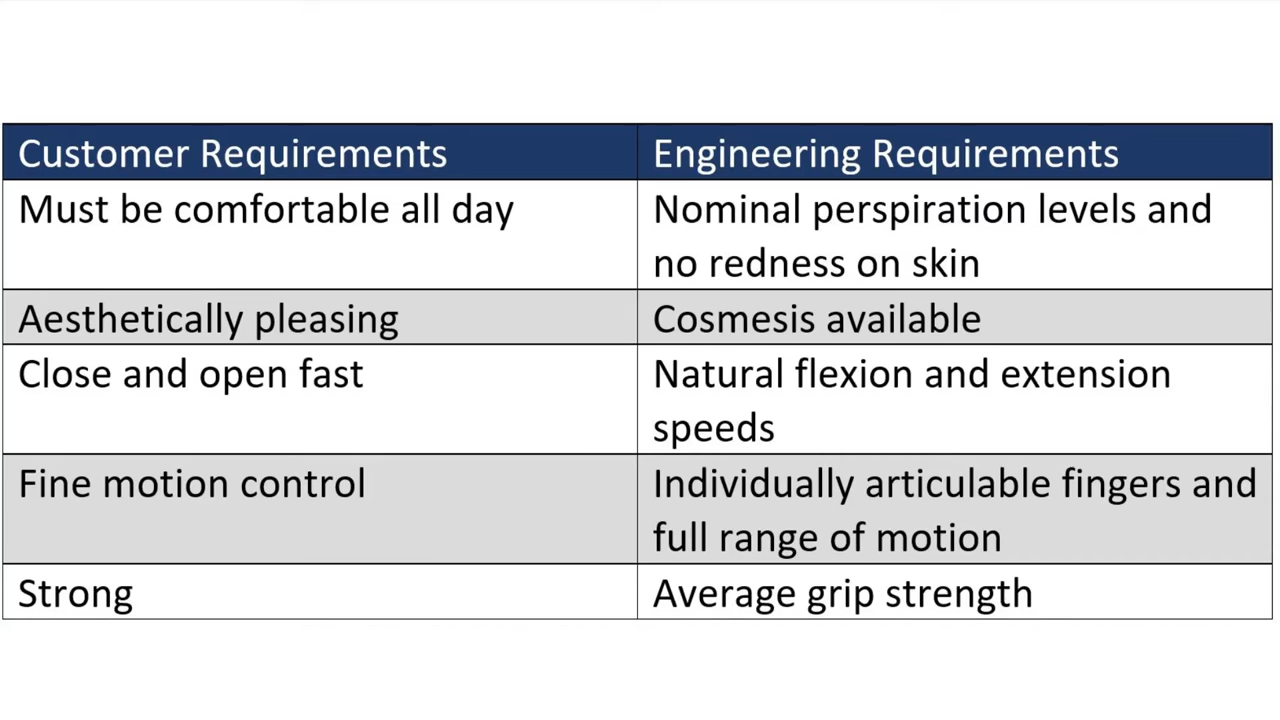 Customer Requirements
Engineering Requirements
Must be comfortable all day
Nominal perspiration levels and
no redness on skin
Aesthetically pleasing
Cosmesis available
Close and open fast
Natural flexion and extension
speeds
Fine motion control
Individually articulable fingers and
full range of motion
Strong
Average grip strength